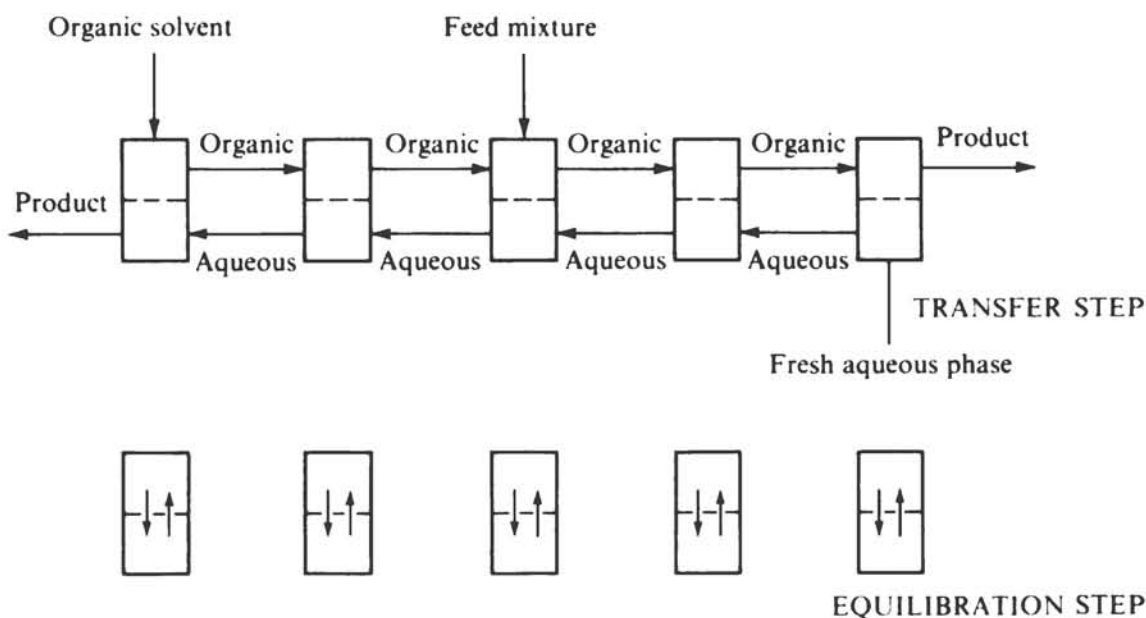 Organic solvent
Feed mixture
Organic
Organic
Organic
Organic
Product
Product
Aqueous
Aqueous
Aqueous
Aqueous
TRANSFER STEP
Fresh aqueous phase
EQUILIBRATION STEP